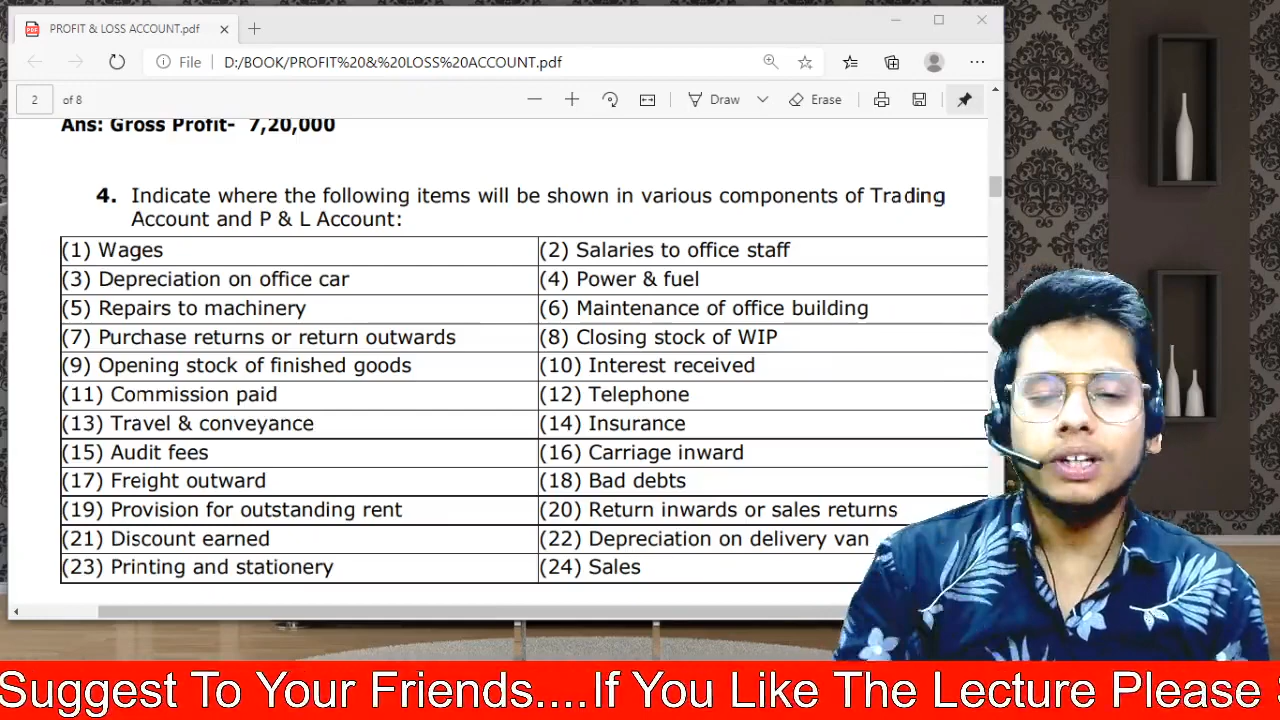 PROFIT & LOSS ACCOUNT.pdf
File D:/BOOK/PROFIT%20&%20LOSS%20ACCOUNT.pdf
2 of 8 Draw Erase
Ans: Gross Profit- 7,20,000
4. Indicate where the following items will be shown in various components of Trading
Account and P & L Account:
(1) Wages (2) Salaries to office staff
(3) Depreciation on office car (4) Power & fuel
(5) Repairs to machinery (6) Maintenance of office building
(7) Purchase returns or return outwards (8) Closing stock of WIP
(9) Opening stock of finished goods (10) Interest received
(11) Commission paid (12) Telephone
(13) Travel & conveyance (14) Insurance
(15) Audit fees (16) Carriage inward
(17) Freight outward (18) Bad debts
(19) Provision for outstanding rent (20) Return inwards or sales returns
(21) Discount earned (22) Depreciation on delivery van
(23) Printing and stationery (24) Sales
Suggest To Your Friends....If You Like The Lecture Please